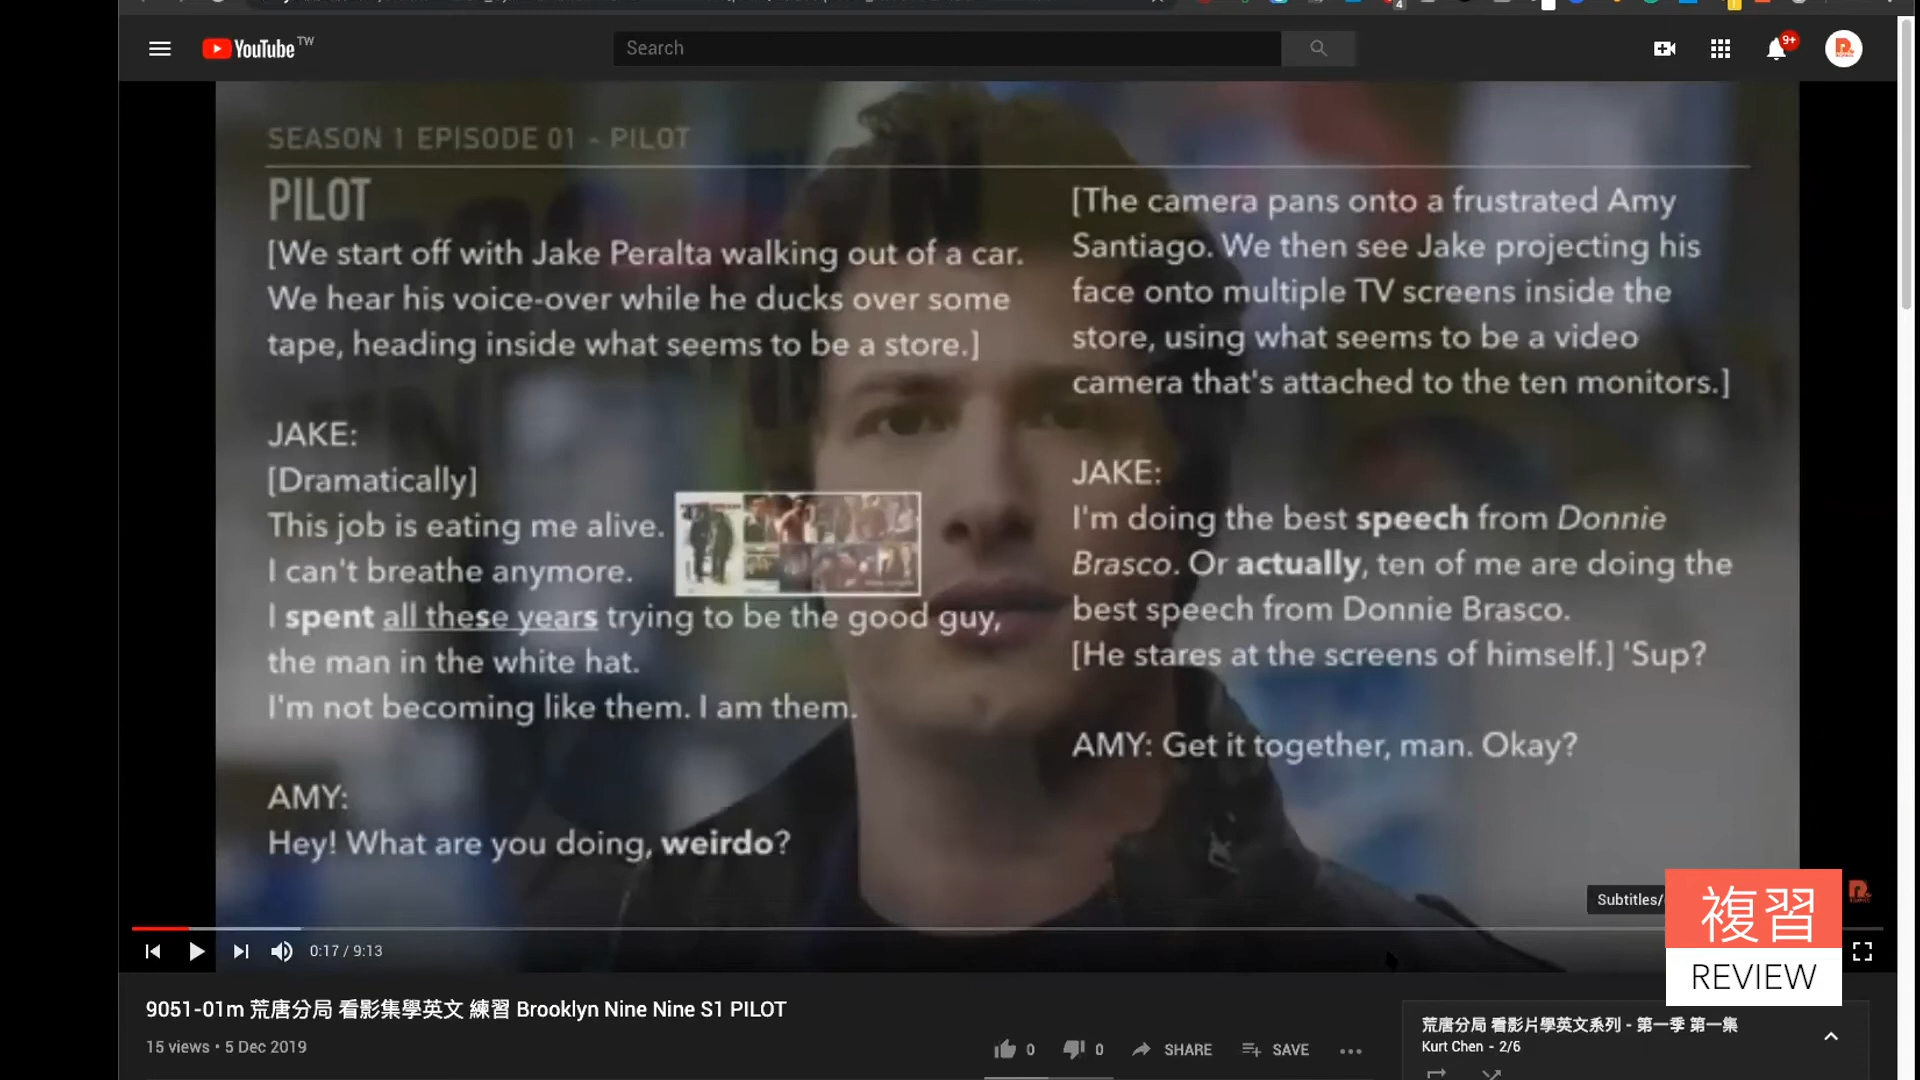 YouTube TW
Search
9+
4
SEASON 1 EPISODE 01 - PILOT
PILOT
[We start off with Jake Peralta walking out of a car.
We hear his voice-over while he ducks over some
tape, heading inside what seems to be a store.]
JAKE:
[Dramatically]
This job is eating me alive.
I can't breathe anymore.
I spent all these years trying to be the good guy,
the man in the white hat.
I'm not becoming like them. I am them.
AMY:
Hey! What are you doing, weirdo?
[The camera pans onto a frustrated Amy
Santiago. We then see Jake projecting his
face onto multiple TV screens inside the
store, using what seems to be a video
camera that's attached to the ten monitors.]
JAKE:
I'm doing the best speech from Donnie
Brasco. Or actually, ten of me are doing the
best speech from Donnie Brasco.
[He stares at the screens of himself.] 'Sup?
AMY: Get it together, man. Okay?
Subtitles/
複習
REVIEW
0:17 / 9:13
9051-01m 荒唐分局 看影集學英文 練習 Brooklyn Nine Nine S1 PILOT
15 views • 5 Dec 2019
0
0
SHARE
SAVE
荒唐分局 看影片學英文系列 - 第一季 第一集
Kurt Chen - 2/6